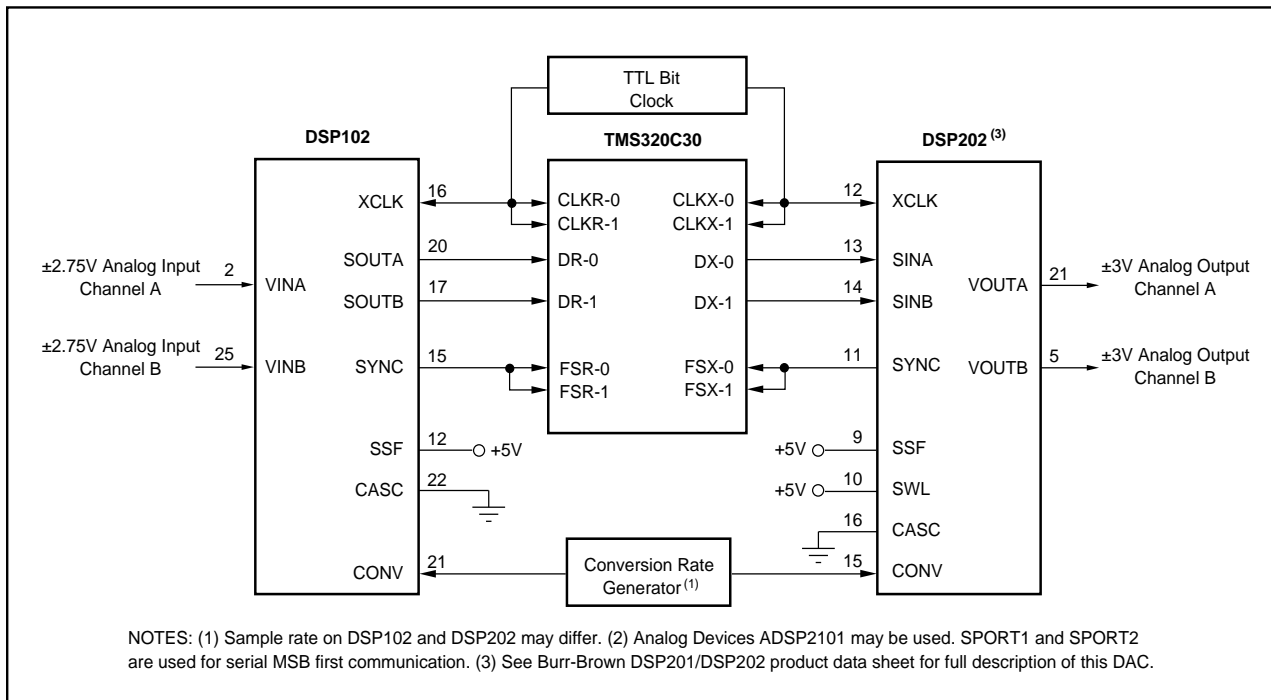 TTL Bit
Clock
DSP102
TMS320C30
DSP202 (3)
XCLK
16
CLKR-0
CLKX-0
12
XCLK
CLKR-1
CLKX-1
SOUTA
20
DR-0
DX-0
13
SINA
±2.75V Analog Input
Channel A
2
VINA
SOUTB
17
DR-1
DX-1
14
SINB
VOUTA
21
±3V Analog Output
Channel A
±2.75V Analog Input
Channel B
25
VINB
SYNC
15
FSR-0
FSX-0
11
SYNC
VOUTB
5
±3V Analog Output
Channel B
FSR-1
FSX-1
SSF
12
+5V
+5V
9
SSF
CASC
22
+5V
10
SWL
16
CASC
CONV
21
Conversion Rate
Generator (1)
15
CONV
NOTES: (1) Sample rate on DSP102 and DSP202 may differ. (2) Analog Devices ADSP2101 may be used. SPORT1 and SPORT2
are used for serial MSB first communication. (3) See Burr-Brown DSP201/DSP202 product data sheet for full description of this DAC.